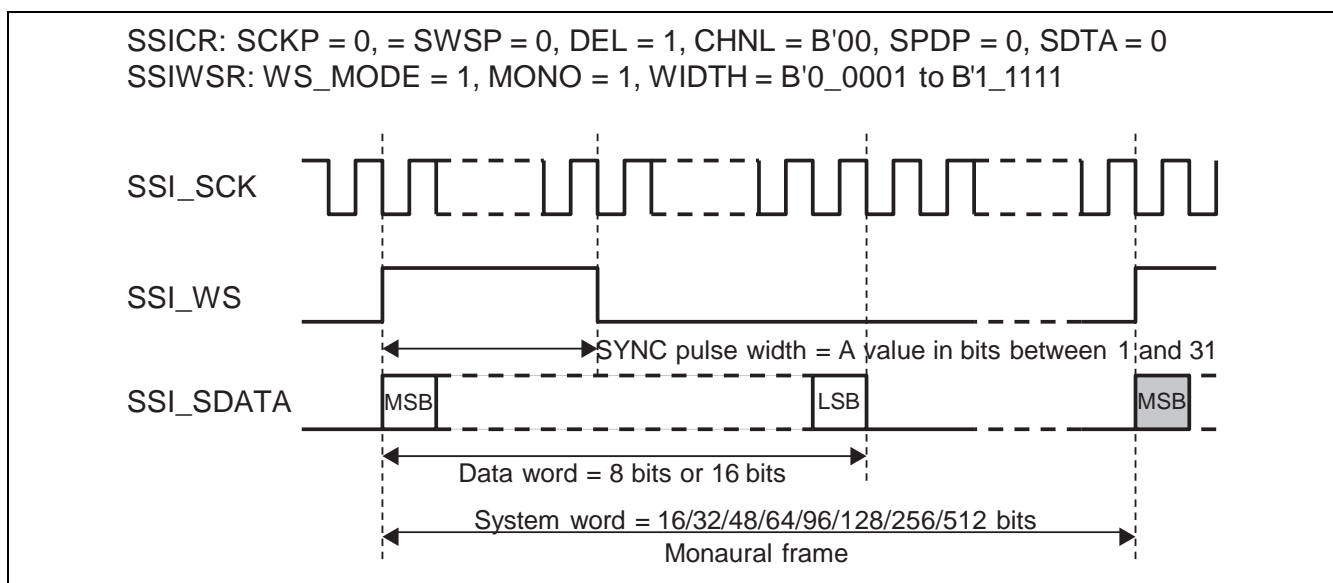 SSICR: SCKP = 0, = SWSP = 0, DEL = 1, CHNL = B'00, SPDP = 0, SDTA = 0
SSIWSR: WS_MODE = 1, MONO = 1, WIDTH = B'0_0001 to B'1_1111
SSI_SCK
SSI_WS
SYNC pulse width = A value in bits between 1 and 31
SSI_SDATA
MSB
LSB
MSB
Data word = 8 bits or 16 bits
System word = 16/32/48/64/96/128/256/512 bits
Monaural frame